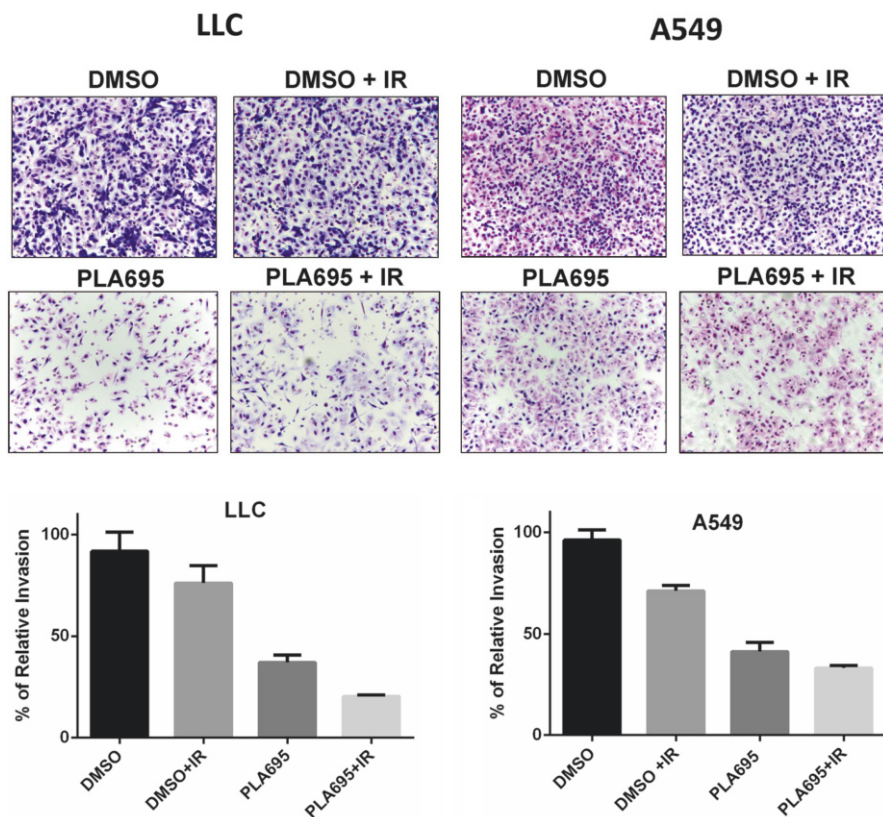 LLC
A549
DMSO
DMSO + IR
DMSO
DMSO + IR
PLA695
PLA695 + IR
PLA695
PLA695 + IR
LLC
% of Relative Invasion
100
50
0
DMSO
DMSO+IR
PLA695
PLA695+IR
A549
% of Relative Invasion
100
50
0
DMSO
DMSO +IR
PLA695
PLA695+IR